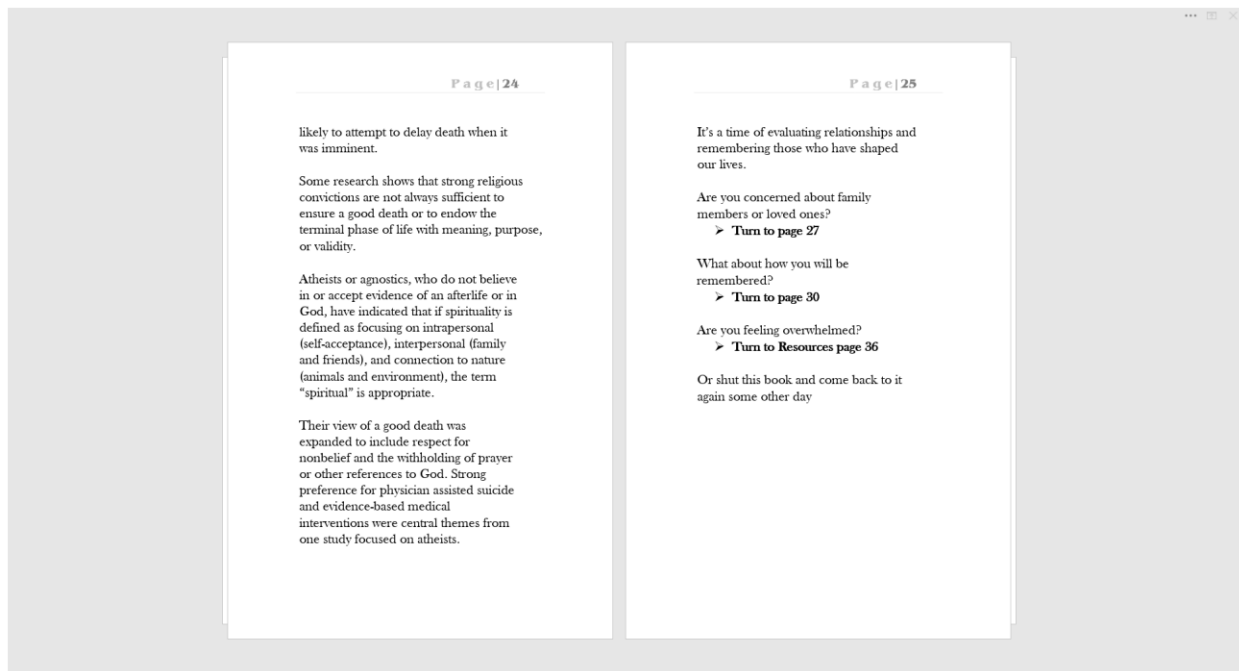 Page|24
likely to attempt to delay death when it
was imminent.
Some research shows that strong religious
convictions are not always sufficient to
ensure a good death or to endow the
terminal phase of life with meaning, purpose,
or validity.
Atheists or agnostics, who do not believe
in or accept evidence of an afterlife or in
God, have indicated that if spirituality is
defined as focusing on intrapersonal
(self-acceptance), interpersonal (family
and friends), and connection to nature
(animals and environment), the term
“spiritual” is appropriate.
Their view of a good death was
expanded to include respect for
nonbelief and the withholding of prayer
or other references to God. Strong
preference for physician assisted suicide
and evidence-based medical
interventions were central themes from
one study focused on atheists.
Page|25
It’s a time of evaluating relationships and
remembering those who have shaped
our lives.
Are you concerned about family
members or loved ones?
➢ Turn to page 27
What about how you will be
remembered?
➢ Turn to page 30
Are you feeling overwhelmed?
➢ Turn to Resources page 36
Or shut this book and come back to it
again some other day